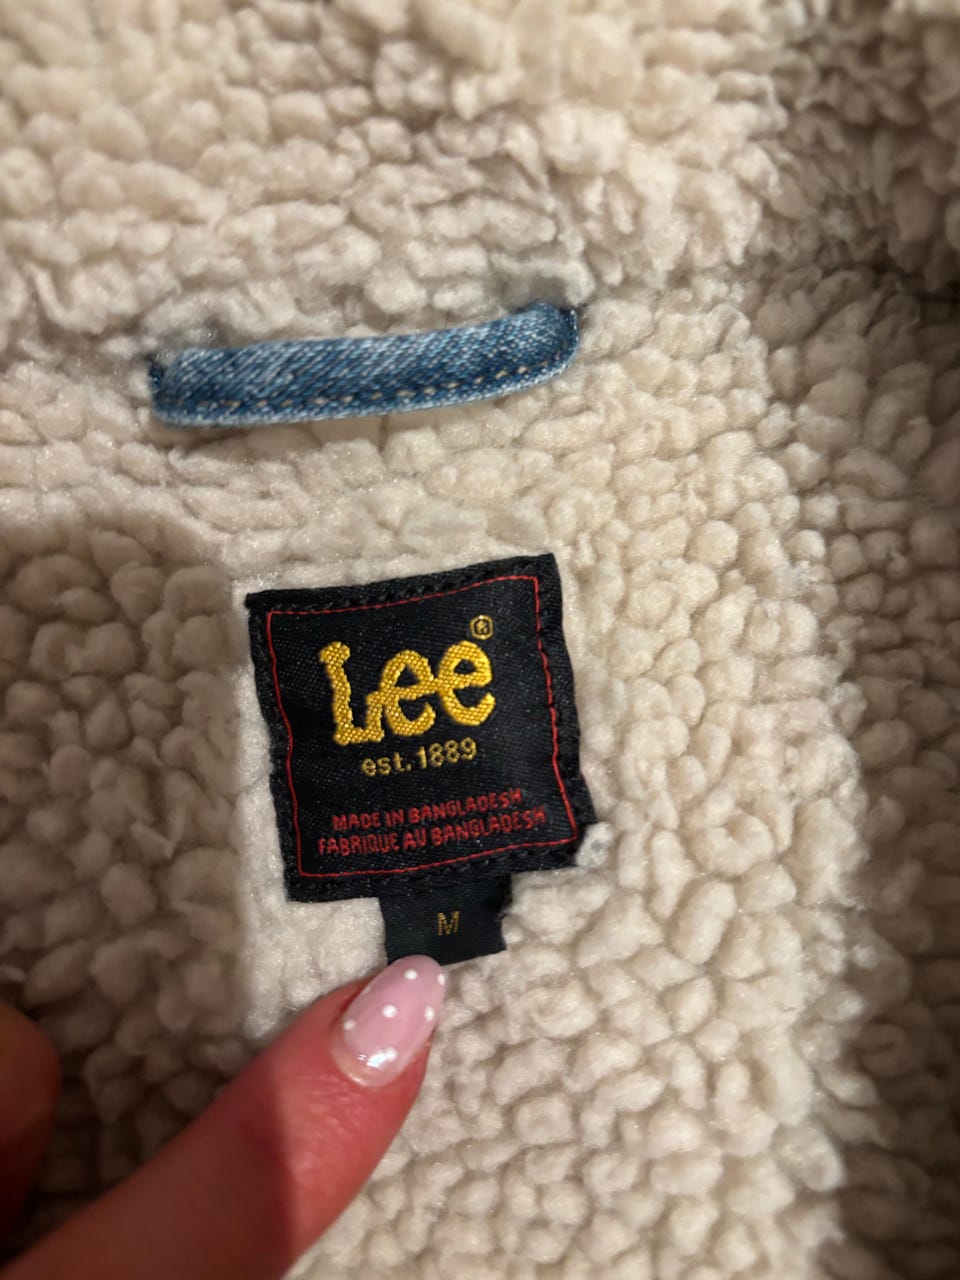 Lee®
est. 1889
MADE IN BANGLADESH
FABRIQUE AU BANGLADESH
M